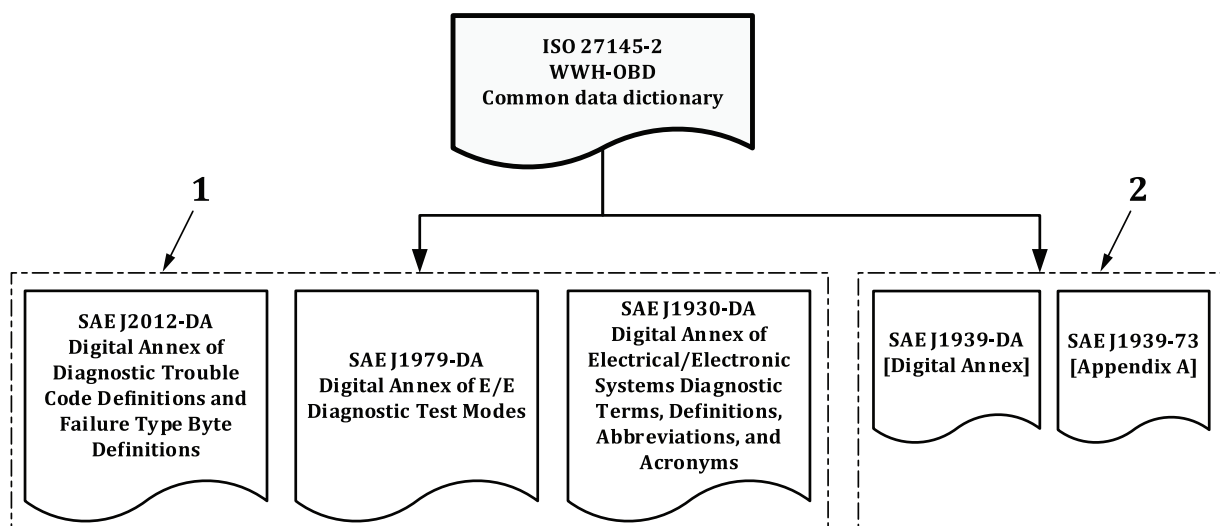 ISO 27145-2
WWH-OBD
Common data dictionary
1
2
SAE J2012-DA
Digital Annex of
Diagnostic Trouble
Code Definitions and
Failure Type Byte
Definitions
SAE J1979-DA
Digital Annex of E/E
Diagnostic Test Modes
SAE J1930-DA
Digital Annex of
Electrical/Electronic
Systems Diagnostic
Terms, Definitions,
Abbreviations, and
Acronyms
SAE J1939-DA
[Digital Annex]
SAE J1939-73
[Appendix A]